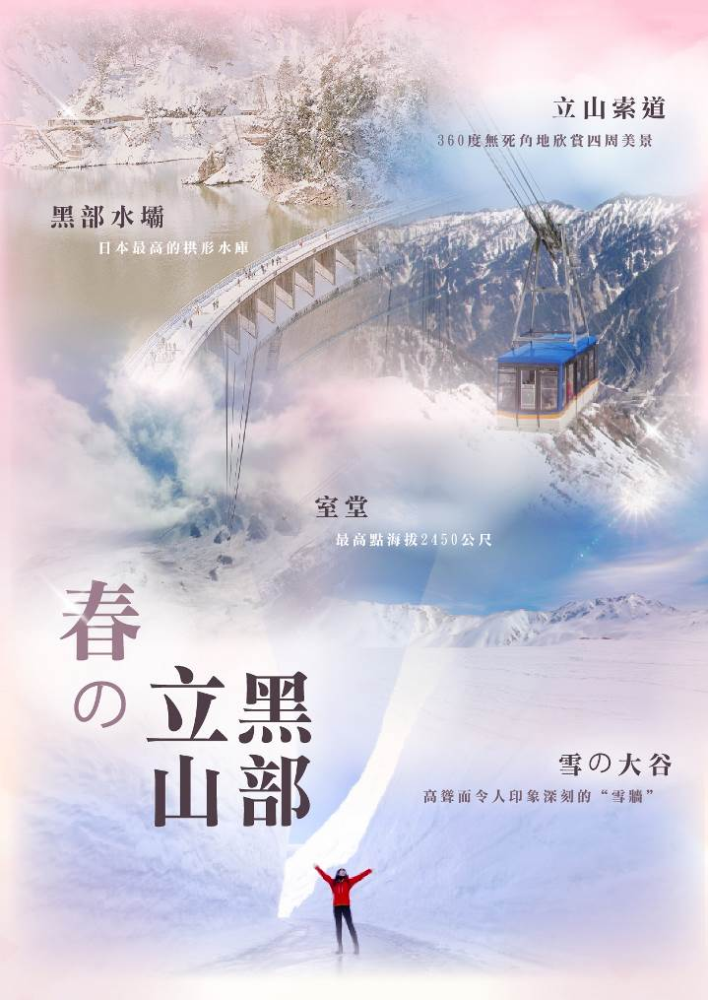 立山索道
360度無死角地欣賞四周美景
黑部水壩
日本最高的拱形水庫
室堂
最高點海拔2450公尺
春の
立山
黑部
雪の大谷
高聳而令人印象深刻的“雪牆”